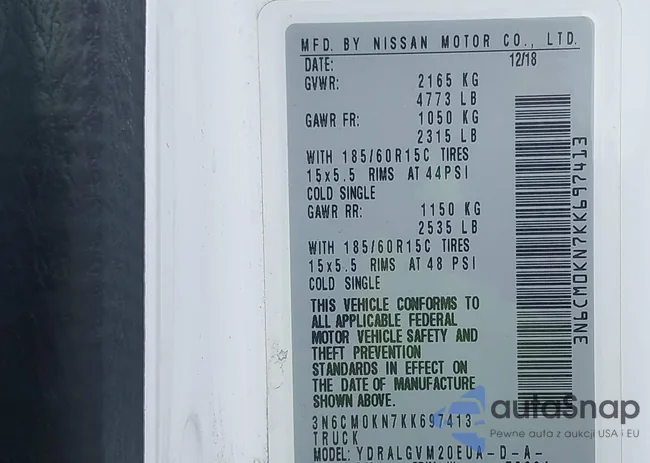 MFD. BY NISSAN MOTOR CO., LTD.
DATE: 12/18
GVWR: 2165 KG
4773 LB
GAWR FR: 1050 KG
2315 LB
WITH 185/60R15C TIRES
15x5.5 RIMS AT 44PSI
COLD SINGLE
GAWR RR: 1150 KG
2535 LB
WITH 185/60R15C TIRES
15x5.5 RIMS AT 48 PSI
COLD SINGLE
THIS VEHICLE CONFORMS TO
ALL APPLICABLE FEDERAL
MOTOR VEHICLE SAFETY AND
THEFT PREVENTION
STANDARDS IN EFFECT ON
THE DATE OF MANUFACTURE
SHOWN ABOVE.
3N6CM0KN7KK697413
TRUCK
MODEL: YDRALGVM20EUA-D-A-
3N6CM0KN7KK697413
autoSnap
Pewne auta z aukcji USA i EU